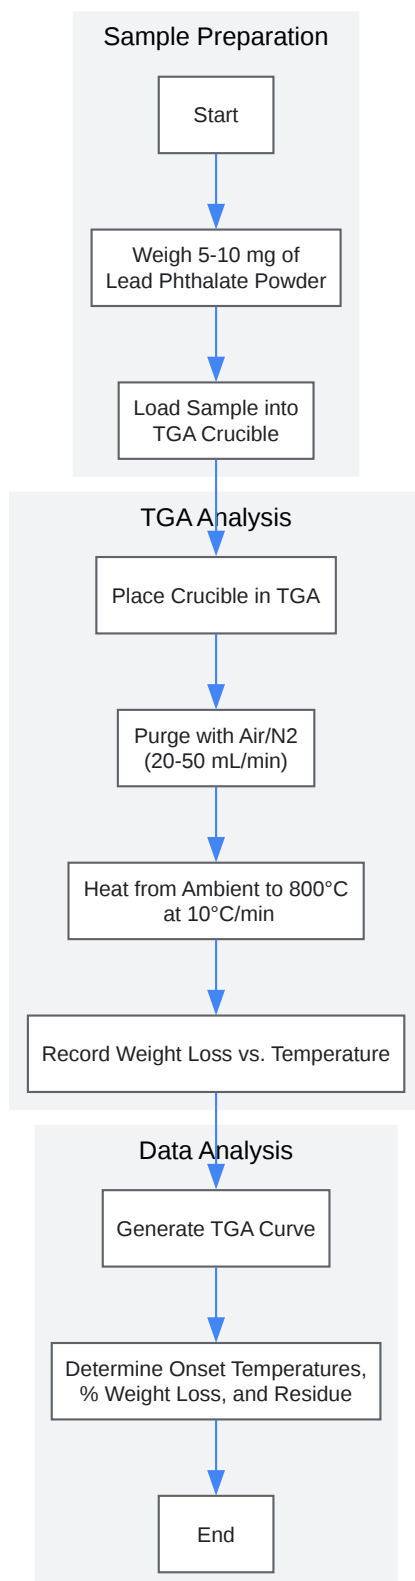 Sample Preparation
Start
Weigh 5-10 mg of
Lead Phthalate Powder
Load Sample into
TGA Crucible
TGA Analysis
Place Crucible in TGA
Purge with Air/N2
(20-50 mL/min)
Heat from Ambient to 800°C
at 10°C/min
Record Weight Loss vs. Temperature
Data Analysis
Generate TGA Curve
Determine Onset Temperatures,
% Weight Loss, and Residue
End